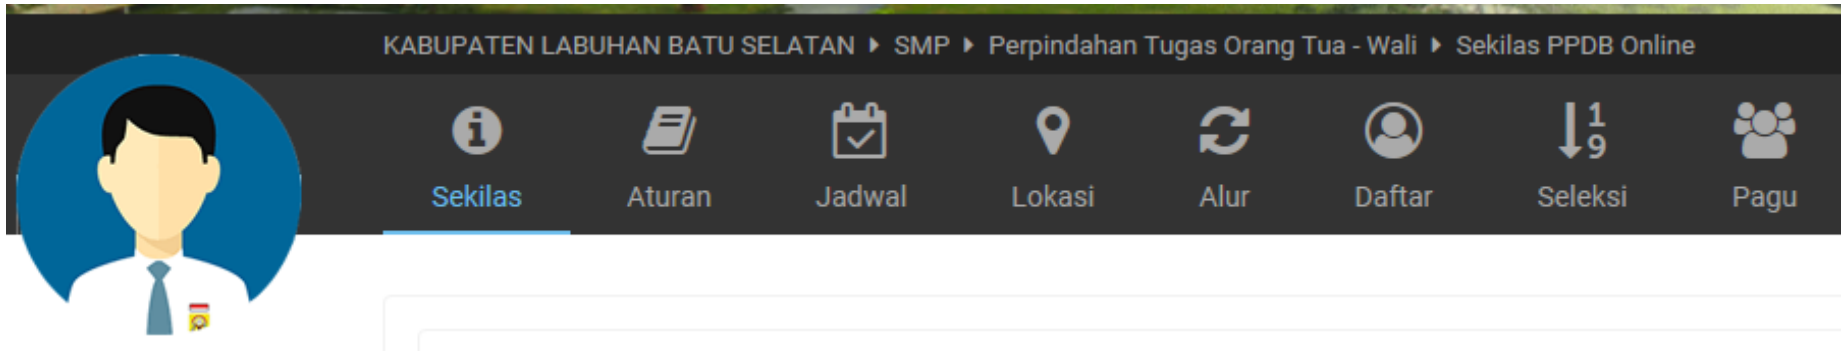 KABUPATEN LABUHAN BATU SELATAN SMP Perpindahan Tugas Orang Tua - Wali Sekilas PPDB Online
1
9
Sekilas Aturan Jadwal Lokasi Alur Daftar Seleksi Pagu